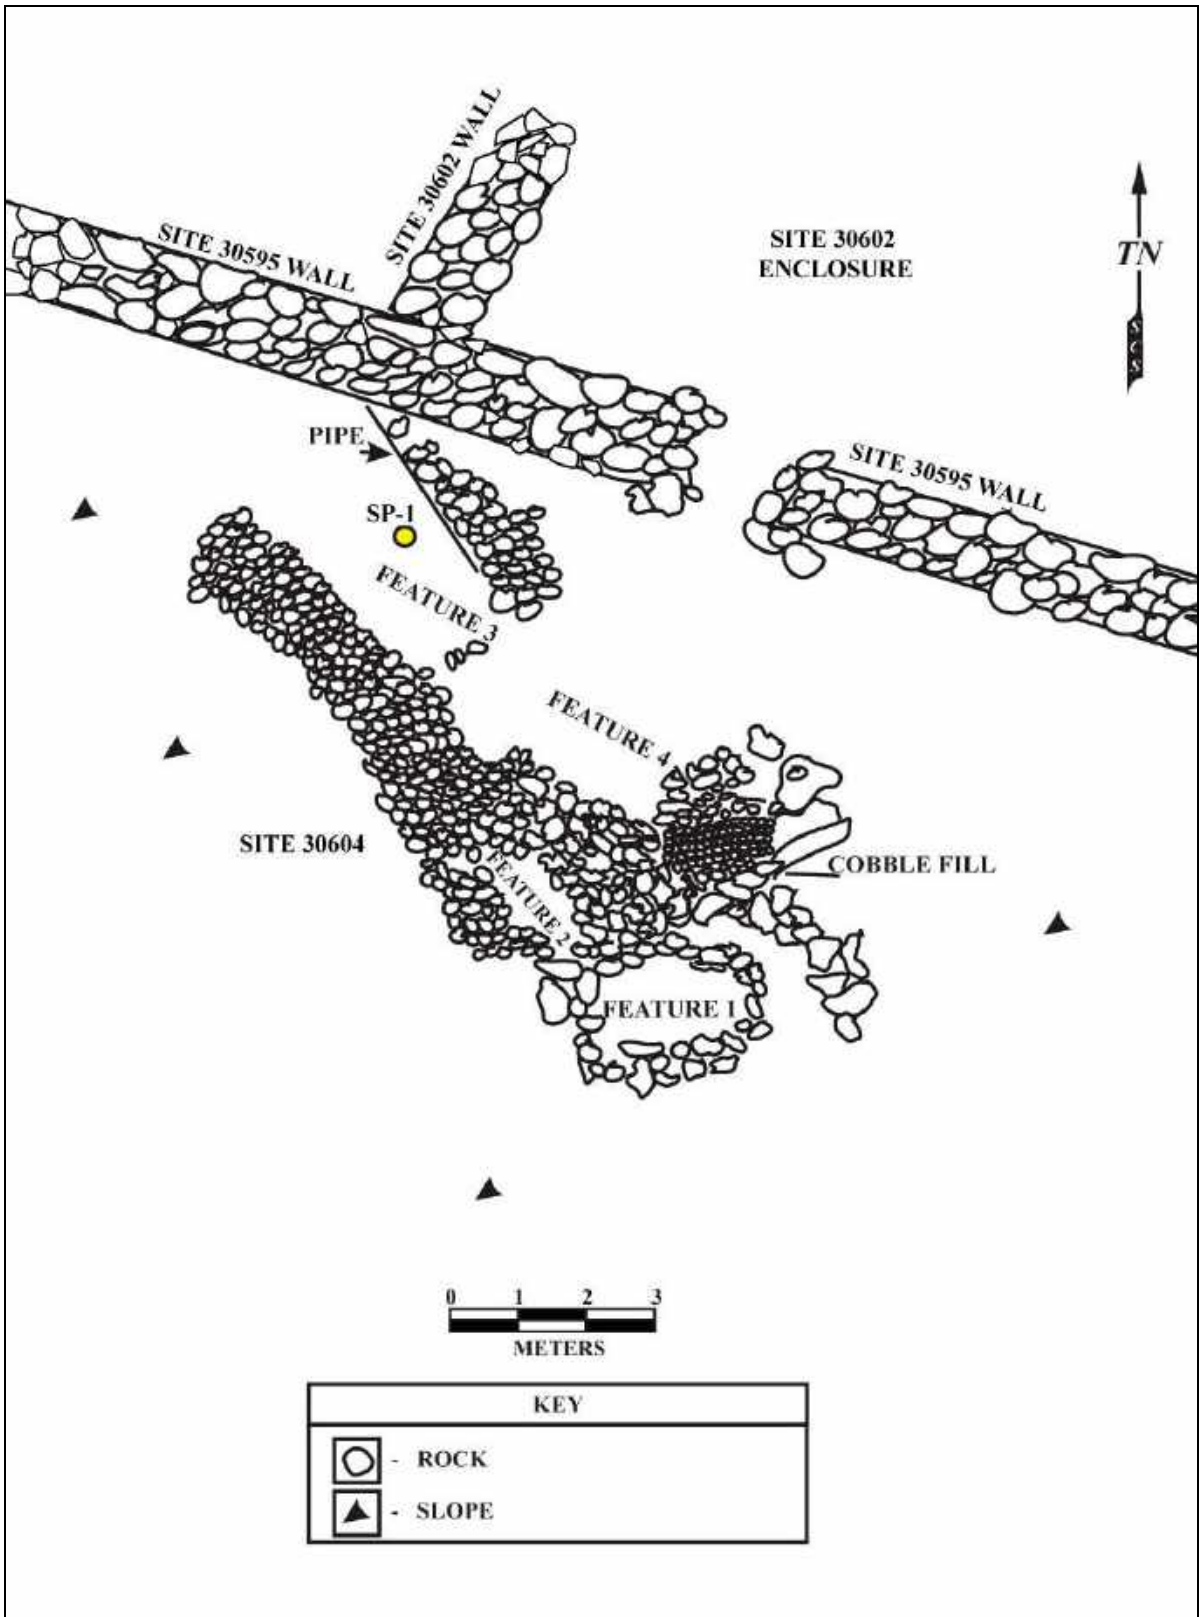 SITE 30602 WALL
SITE 30595 WALL
SITE 30602
ENCLOSURE
TN
PIPE
SITE 30595 WALL
SP-1
FEATURE 3
FEATURE 4
SITE 30604
FEATURE 2
COBBLE FILL
FEATURE 1
0 1 2 3
METERS
KEY
- ROCK
- SLOPE